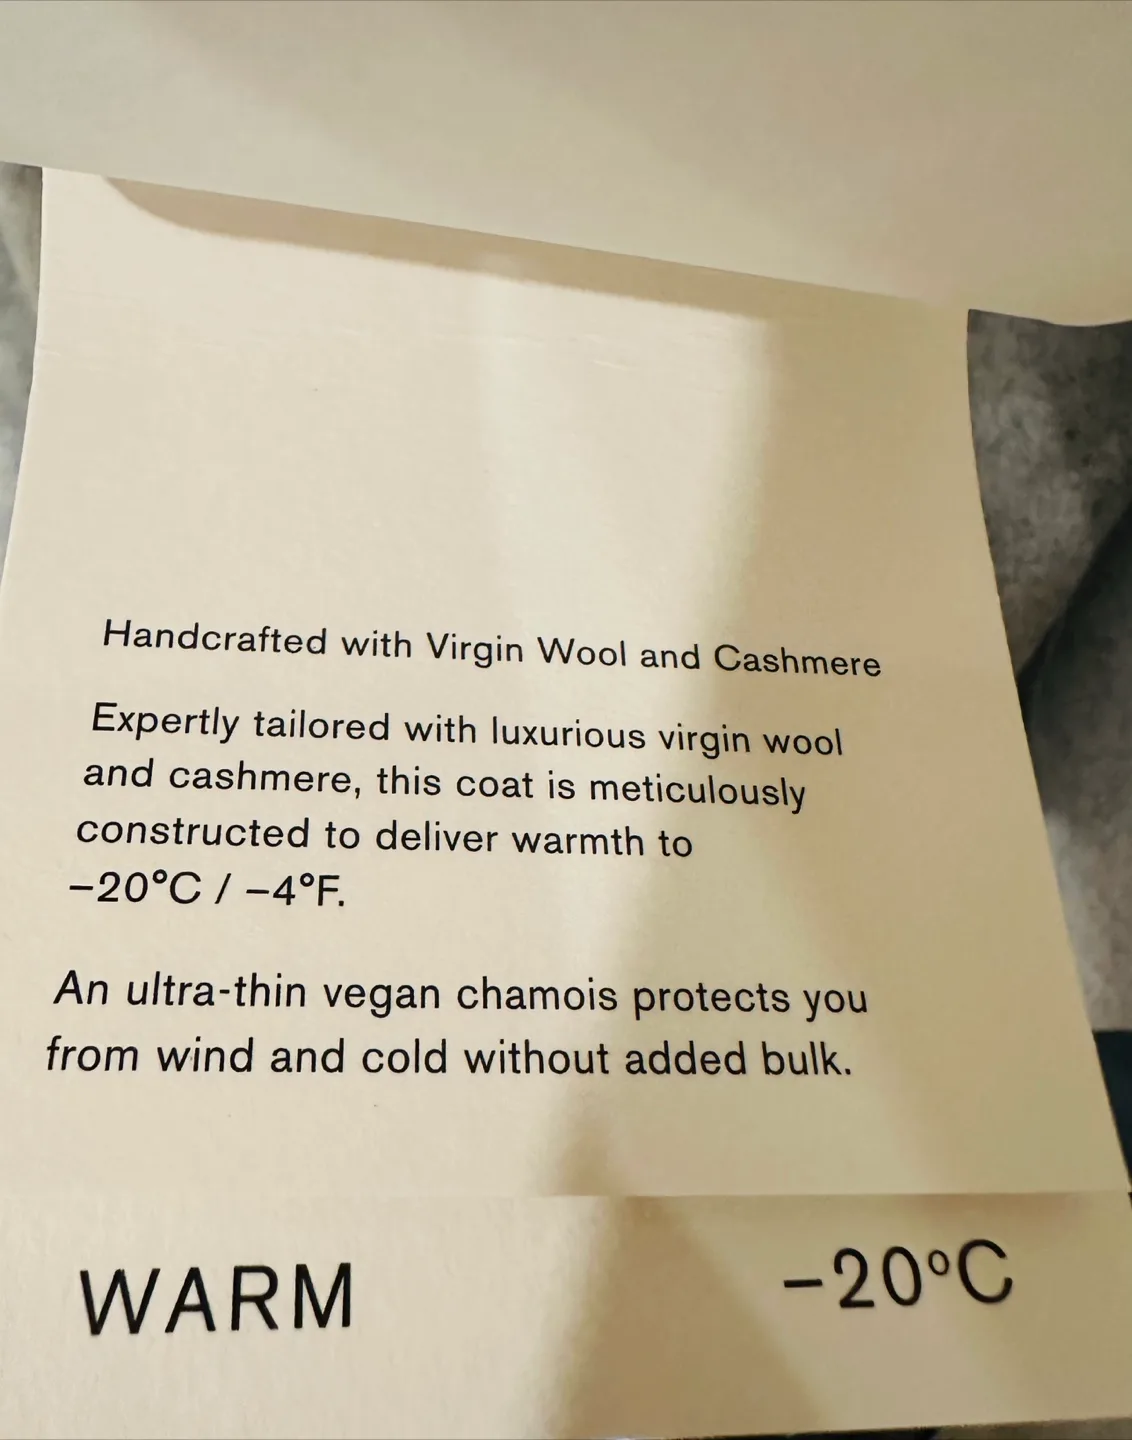 Handcrafted with Virgin Wool and Cashmere
Expertly tailored with luxurious virgin wool
and cashmere, this coat is meticulously
constructed to deliver warmth to
−20°C / −4°F.
An ultra-thin vegan chamois protects you
from wind and cold without added bulk.
WARM −20°C